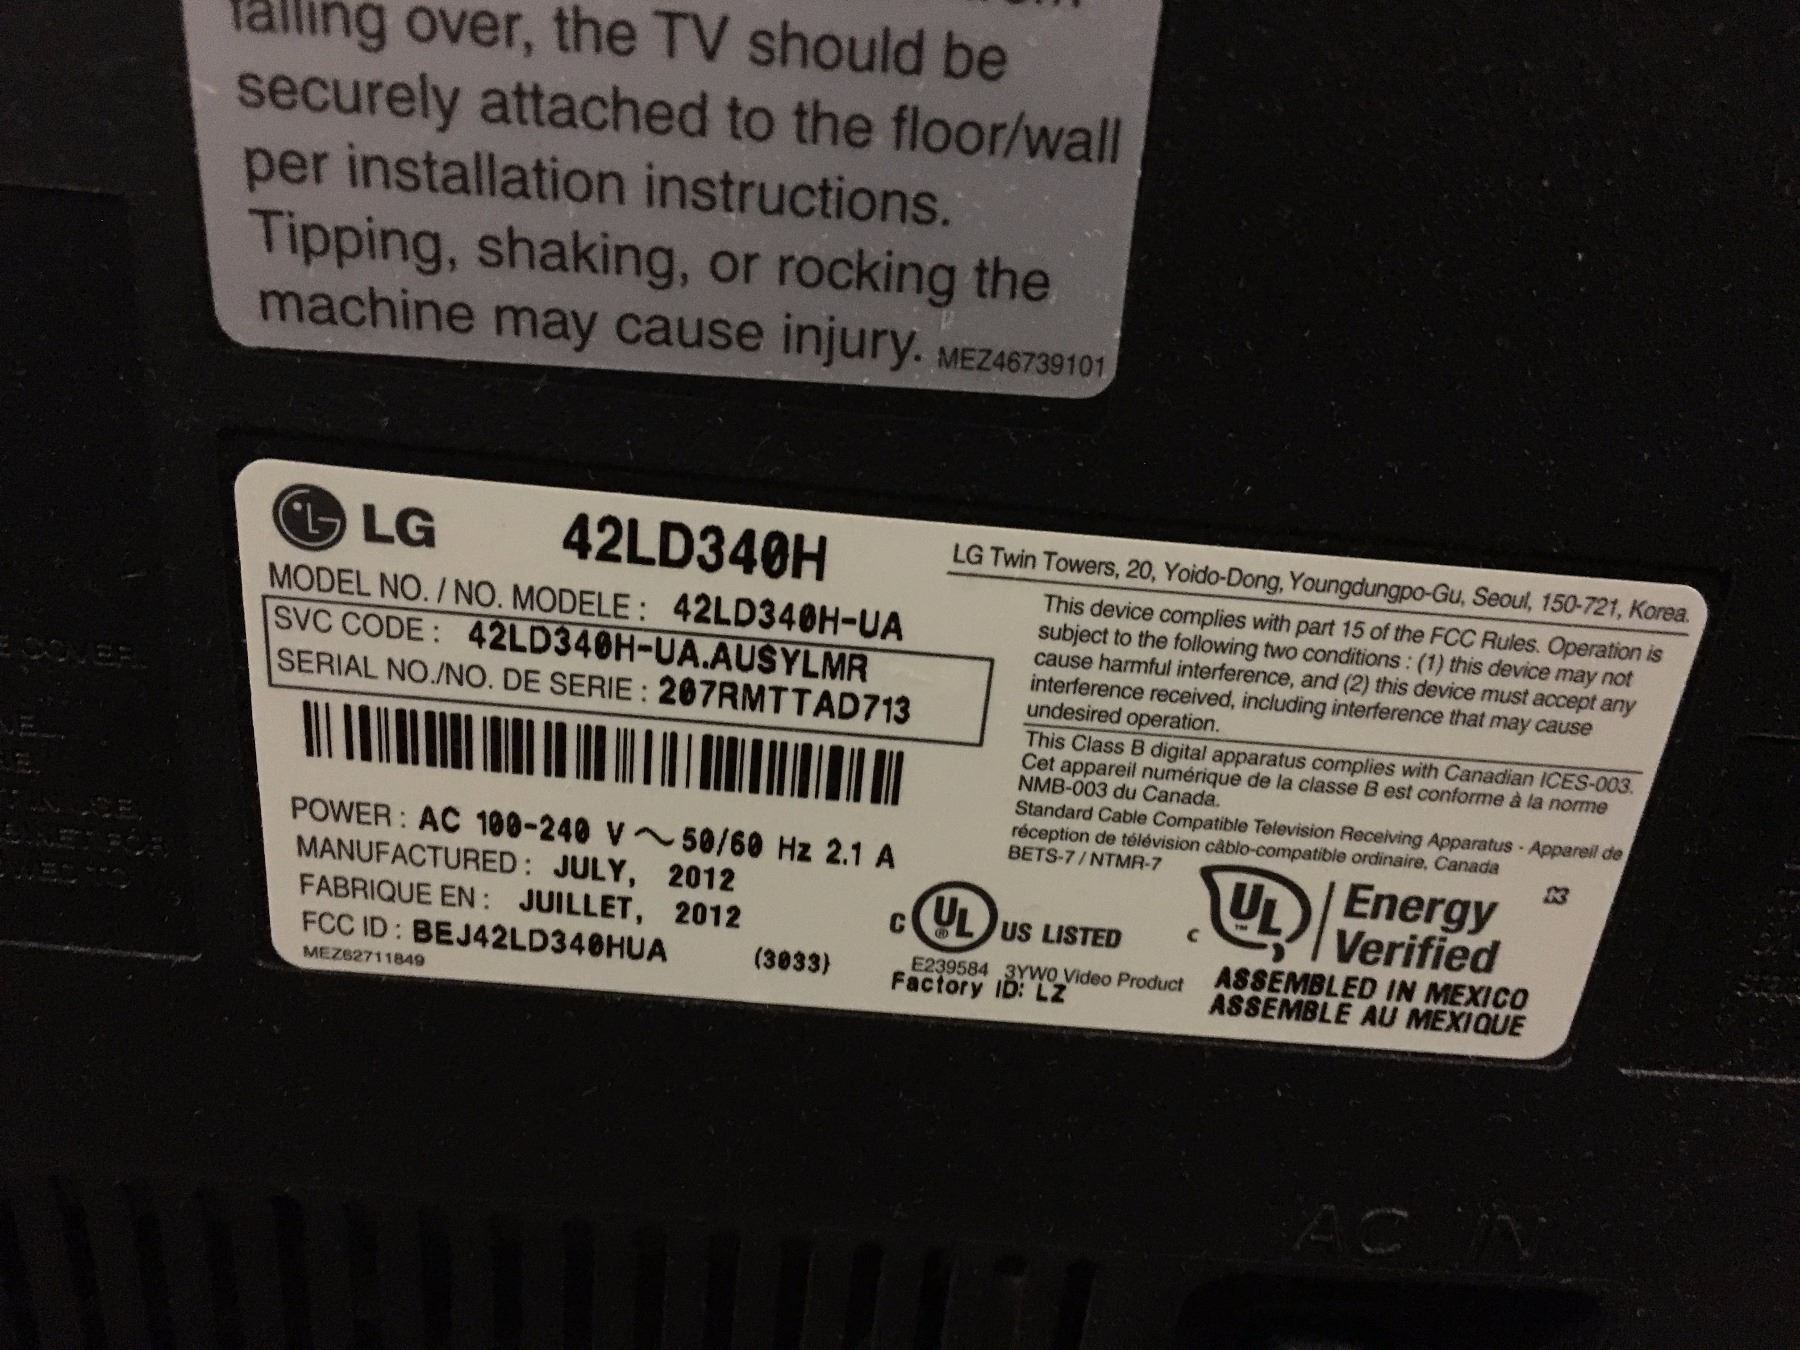 falling over, the TV should be
securely attached to the floor/wall
per installation instructions.
Tipping, shaking, or rocking the
machine may cause injury. MEZ46739101
LG 42LD340H
MODEL NO. / NO. MODELE : 42LD340H-UA
SVC CODE : 42LD340H-UA.AUSYLMR
SERIAL NO./NO. DE SERIE : 207RMTTAD713
POWER : AC 100-240 V ~ 50/60 Hz 2.1 A
MANUFACTURED : JULY, 2012
FABRIQUE EN : JUILLET, 2012
FCC ID : BEJ42LD340HUA (3033)
MEZ62711849
LG Twin Towers, 20, Yoido-Dong, Youngdungpo-Gu, Seoul, 150-721, Korea.
This device complies with part 15 of the FCC Rules. Operation is
subject to the following two conditions : (1) this device may not
cause harmful interference, and (2) this device must accept any
interference received, including interference that may cause
undesired operation.
This Class B digital apparatus complies with Canadian ICES-003.
Cet appareil numérique de la classe B est conforme à la norme
NMB-003 du Canada.
Standard Cable Compatible Television Receiving Apparatus - Appareil de
réception de télévision câblo-compatible ordinaire, Canada
BETS-7 / NTMR-7
C UL ® US LISTED
E239584 3YW0 Video Product
Factory ID: LZ
C UL ™ Energy
Verified
ASSEMBLED IN MEXICO
ASSEMBLE AU MEXIQUE
AC IN
COVER.